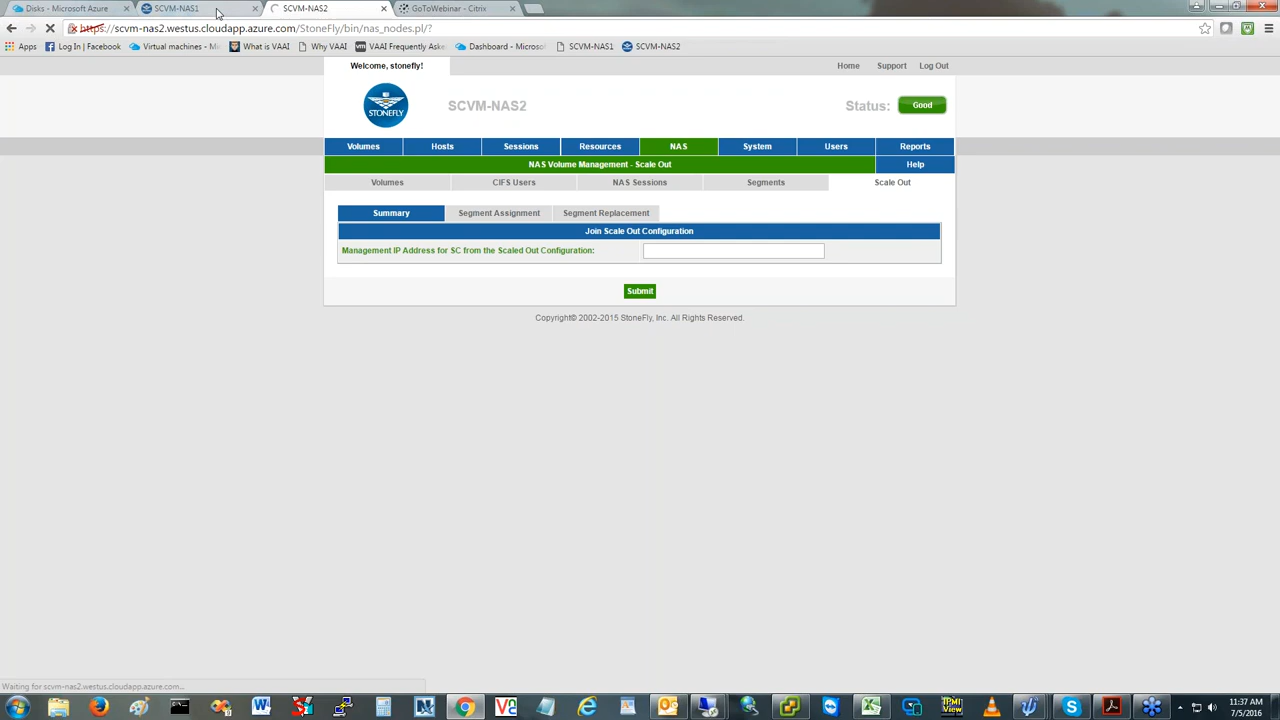 Disks - Microsoft Azure
SCVM-NAS1
SCVM-NAS2
GoToWebinar - Citrix
https://scvm-nas2.westus.cloudapp.azure.com/StoneFly/bin/nas_nodes.pl/?
Apps
Log In | Facebook
Virtual machines - Mi
What is VAAI
Why VAAI
VAAI Frequently Aske
Dashboard - Microso
SCVM-NAS1
SCVM-NAS2
Welcome, stonefly!
Home
Support
Log Out
STONEFLY
SCVM-NAS2
Status:
Good
Volumes
Hosts
Sessions
Resources
NAS
System
Users
Reports
NAS Volume Management - Scale Out
Help
Volumes
CIFS Users
NAS Sessions
Segments
Scale Out
Summary
Segment Assignment
Segment Replacement
Join Scale Out Configuration
Management IP Address for SC from the Scaled Out Configuration:
Submit
Copyright© 2002-2015 StoneFly, Inc. All Rights Reserved.
Waiting for scvm-nas2.westus.cloudapp.azure.com...
11:37 AM
7/5/2016